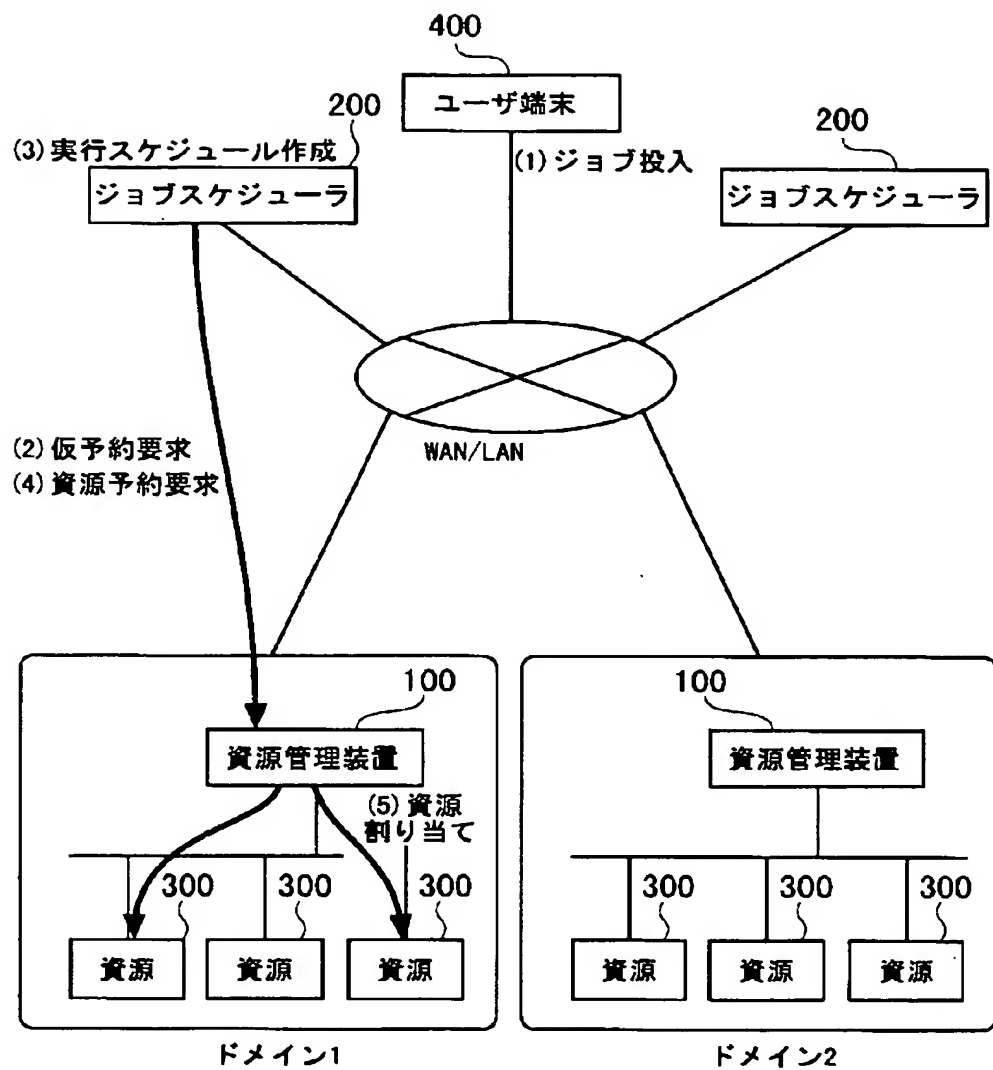 400
ユーザ端末
200
200
(3)実行スケジュール作成
(1)ジョブ投入
ジョブスケジューラ
ジョブスケジューラ
(2)仮予約要求
(4)資源予約要求
WAN/LAN
100
100
資源管理装置
資源管理装置
(5)資源
割り当て
300
300
300
300
300
300
資源
資源
資源
資源
資源
資源
ドメイン1
ドメイン2